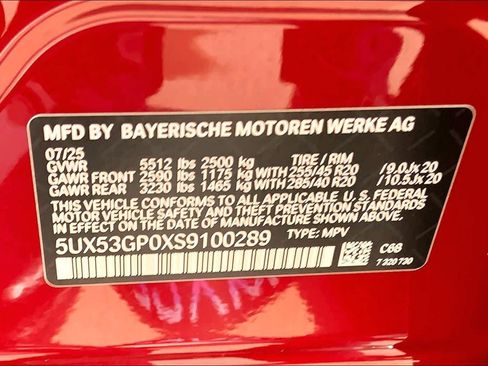 MFD BY BAYERISCHE MOTOREN WERKE AG
07/25
GVWR 5512 lbs 2500 kg TIRE / RIM
GAWR FRONT 2590 lbs 1175 kg WITH 255/45 R20 /9.0Jx20
GAWR REAR 3230 lbs 1465 kg WITH 285/40 R20 /10.5Jx20
THIS VEHICLE CONFORMS TO ALL APPLICABLE U. S. FEDERAL
MOTOR VEHICLE SAFETY AND THEFT PREVENTION STANDARDS
IN EFFECT ON THE DATE OF MANUFACTURE SHOWN ABOVE.
5UX53GP0XS9100289 TYPE: MPV
C68
7 320 730